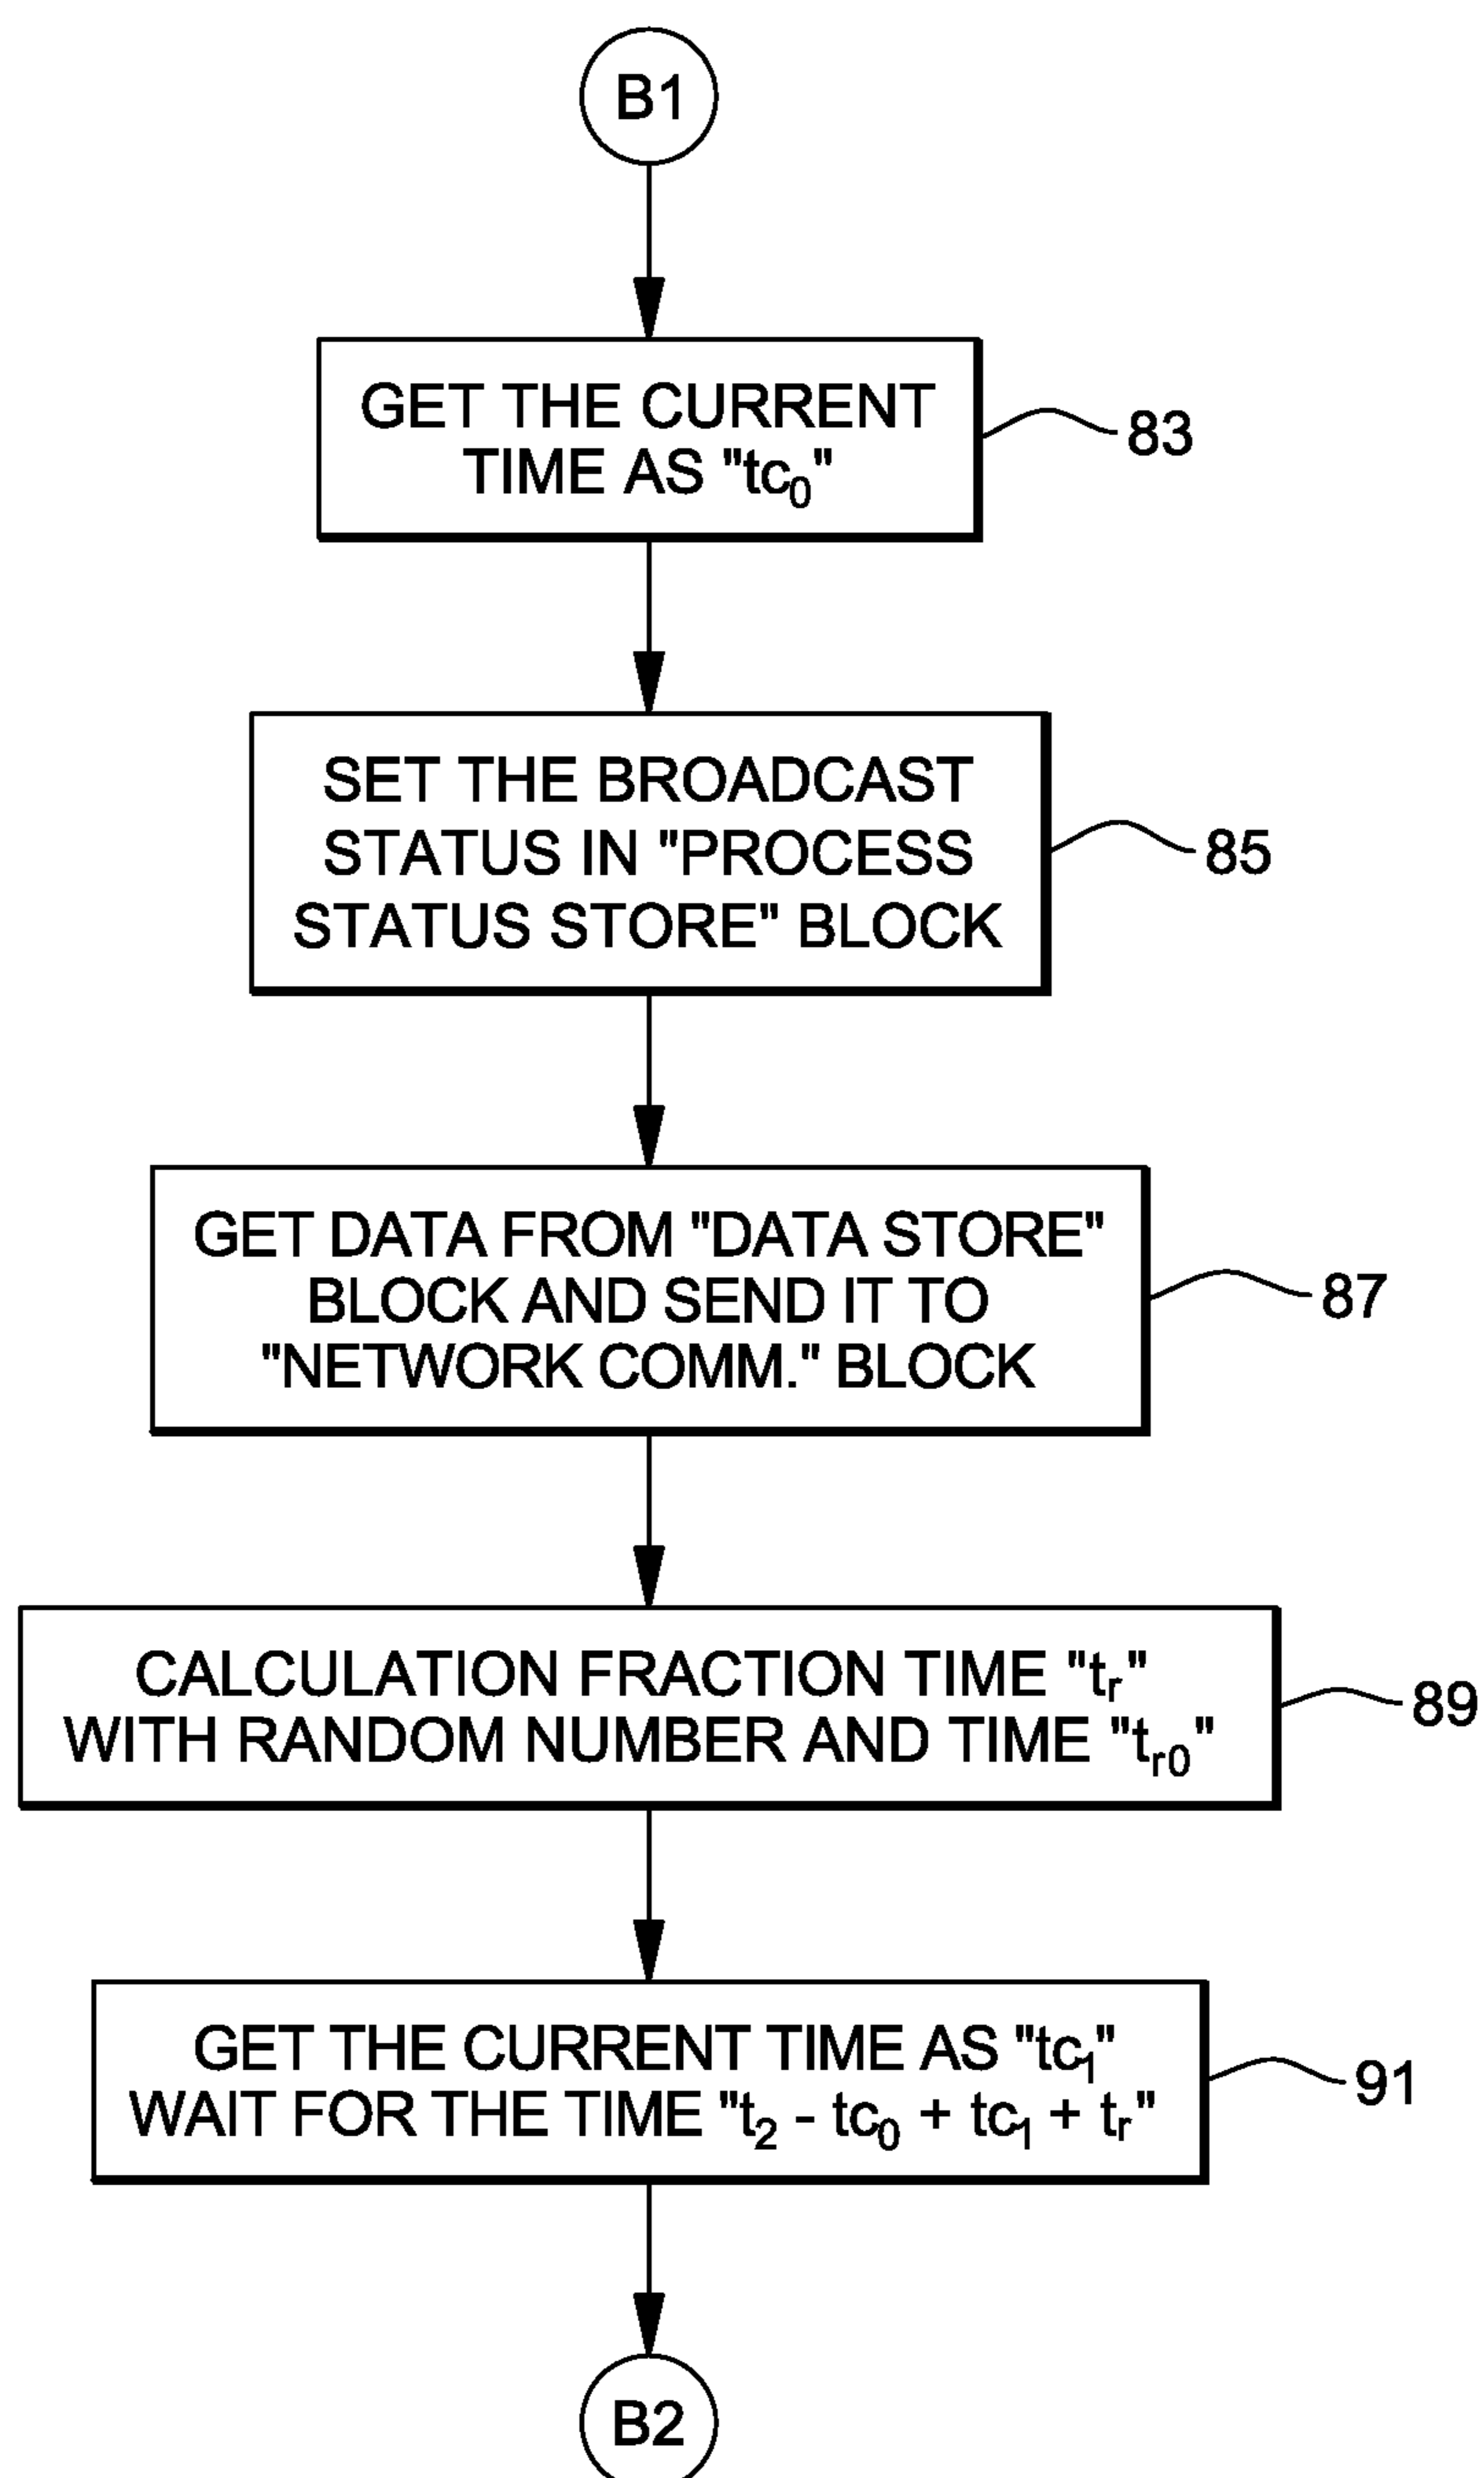 B1
GET THE CURRENT
TIME AS "tc₀"
83
SET THE BROADCAST
STATUS IN "PROCESS
STATUS STORE" BLOCK
85
GET DATA FROM "DATA STORE"
BLOCK AND SEND IT TO
"NETWORK COMM." BLOCK
87
CALCULATION FRACTION TIME "tᵣ"
WITH RANDOM NUMBER AND TIME "tᵣ₀"
89
GET THE CURRENT TIME AS "tc₁"
WAIT FOR THE TIME "t₂ - tc₀ + tc₁ + tᵣ"
91
B2